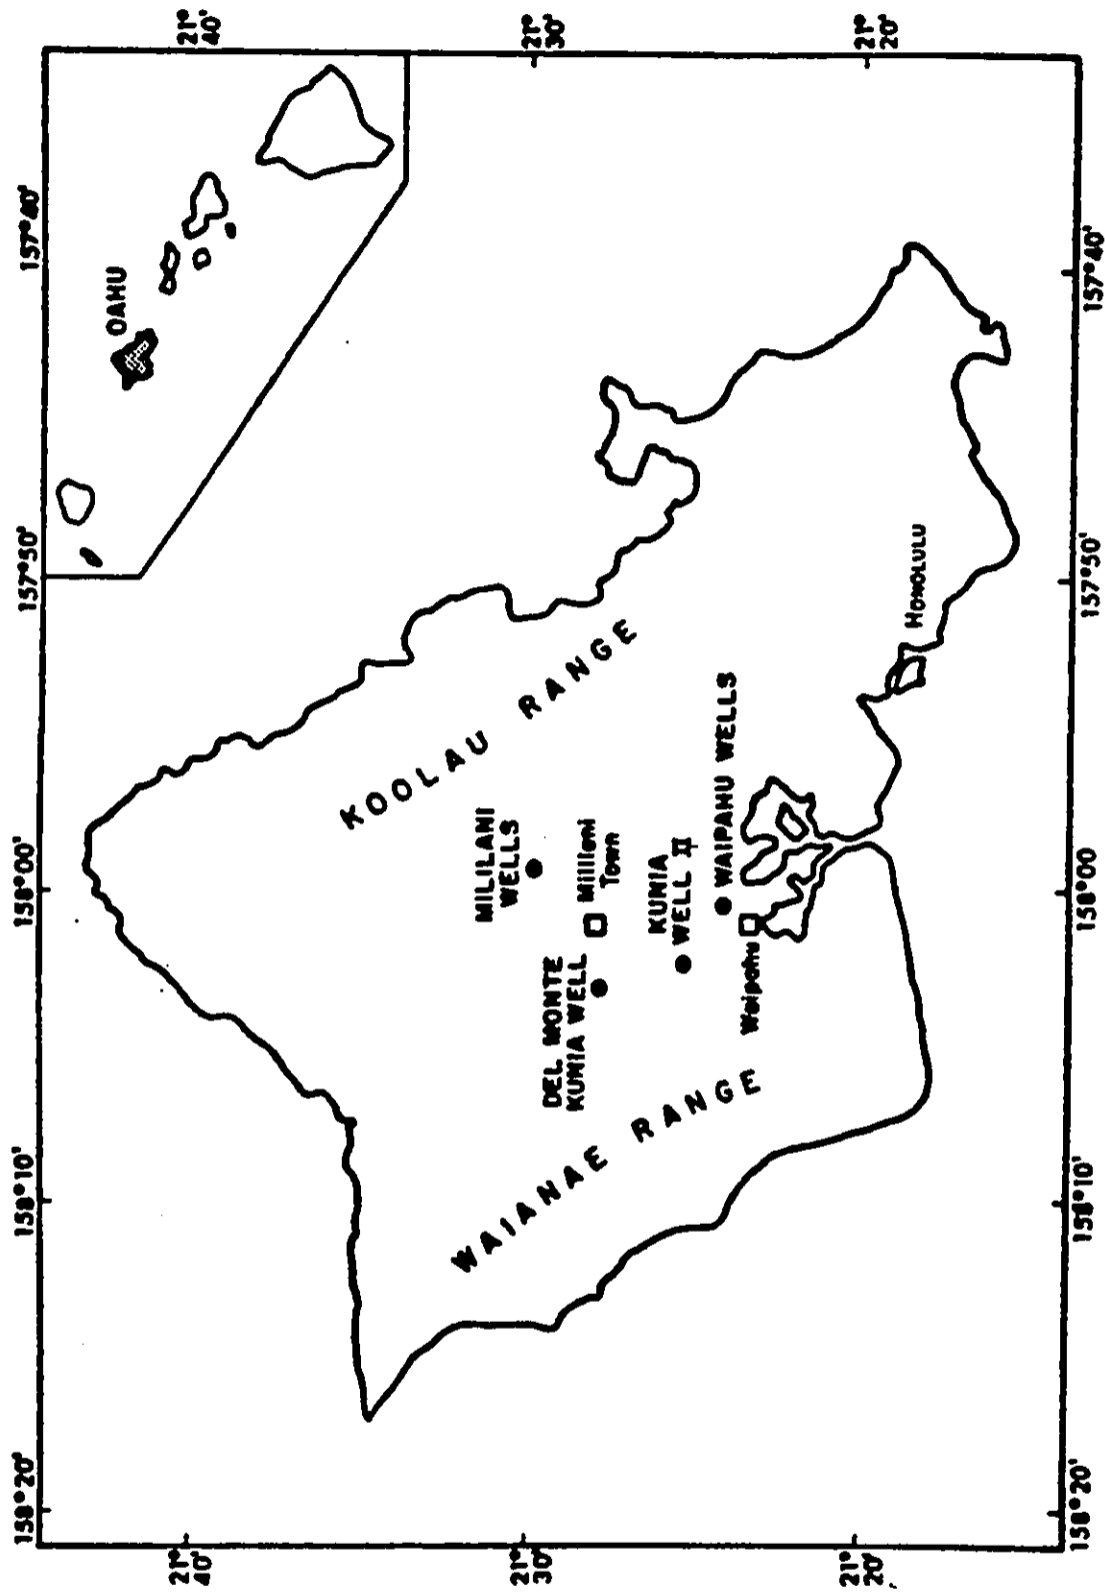 158°20'
158°10'
158°00'
157°50'
157°40'
21°
40'
21°
40'
OAHU
KOOLAU RANGE
MILILANI
WELLS
21°
30'
21°
30'
Mililani
Town
DEL MONTE
KUNIA WELL
KUNIA
WELL II
WAIANAE RANGE
WAIPAHU WELLS
Waipahu
HONOLULU
21°
20'
21°
20'
158°20'
158°10'
158°00'
157°50'
157°40'